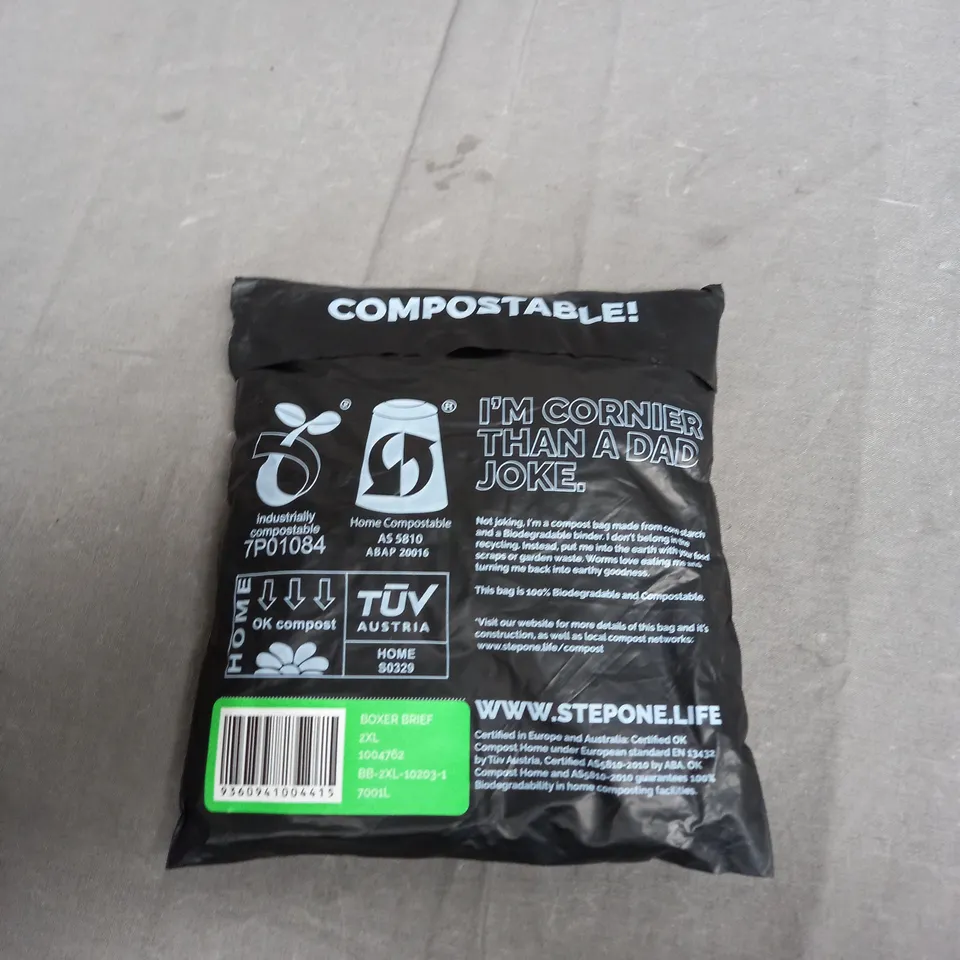 COMPOSTABLE!
industrially
compostable
7P01084
Home Compostable
AS 5810
ABAP 20016
HOME
OK compost
TÜV
AUSTRIA
HOME
S0329
I'M CORNIER
THAN A DAD
JOKE.
Not joking, I'm a compost bag made from corn starch
and a Biodegradable binder. I don't belong in the
recycling. Instead, put me into the earth with your food
scraps or garden waste. Worms love eating me and
turning me back into earthy goodness.
This bag is 100% Biodegradable and Compostable.
*Visit our website for more details of this bag and it's
construction, as well as local compost networks:
www.stepone.life/compost
WWW.STEPONE.LIFE
Certified in Europe and Australia: Certified OK
Compost Home under European standard EN 13432
by Tüv Austria, Certified AS5810-2010 by ABA. OK
Compost Home and AS5810-2010 guarantees 100%
Biodegradability in home composting facilities.
BOXER BRIEF
2XL
1004762
BB-2XL-10203-1
7001L
9360941004415